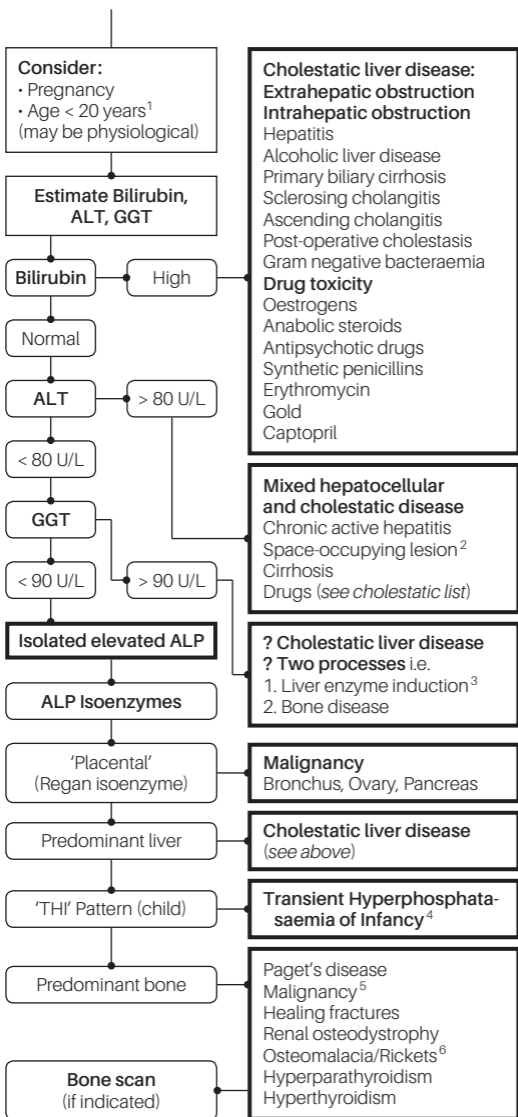 Consider:
• Pregnancy
• Age < 20 years¹
(may be physiological)
Estimate Bilirubin,
ALT, GGT
Bilirubin
High
Cholestatic liver disease:
Extrahepatic obstruction
Intrahepatic obstruction
Hepatitis
Alcoholic liver disease
Primary biliary cirrhosis
Sclerosing cholangitis
Ascending cholangitis
Post-operative cholestasis
Gram negative bacteraemia
Drug toxicity
Oestrogens
Anabolic steroids
Antipsychotic drugs
Synthetic penicillins
Erythromycin
Gold
Captopril
Normal
ALT
> 80 U/L
Mixed hepatocellular
and cholestatic disease
Chronic active hepatitis
Space-occupying lesion²
Cirrhosis
Drugs (see cholestatic list)
< 80 U/L
GGT
< 90 U/L
> 90 U/L
? Cholestatic liver disease
? Two processes i.e.
1. Liver enzyme induction³
2. Bone disease
Isolated elevated ALP
ALP Isoenzymes
'Placental'
(Regan isoenzyme)
Malignancy
Bronchus, Ovary, Pancreas
Predominant liver
Cholestatic liver disease
(see above)
'THI' Pattern (child)
Transient Hyperphosphata-
saemia of Infancy⁴
Predominant bone
Paget's disease
Malignancy⁵
Healing fractures
Renal osteodystrophy
Osteomalacia/Rickets⁶
Hyperparathyroidism
Hyperthyroidism
Bone scan
(if indicated)